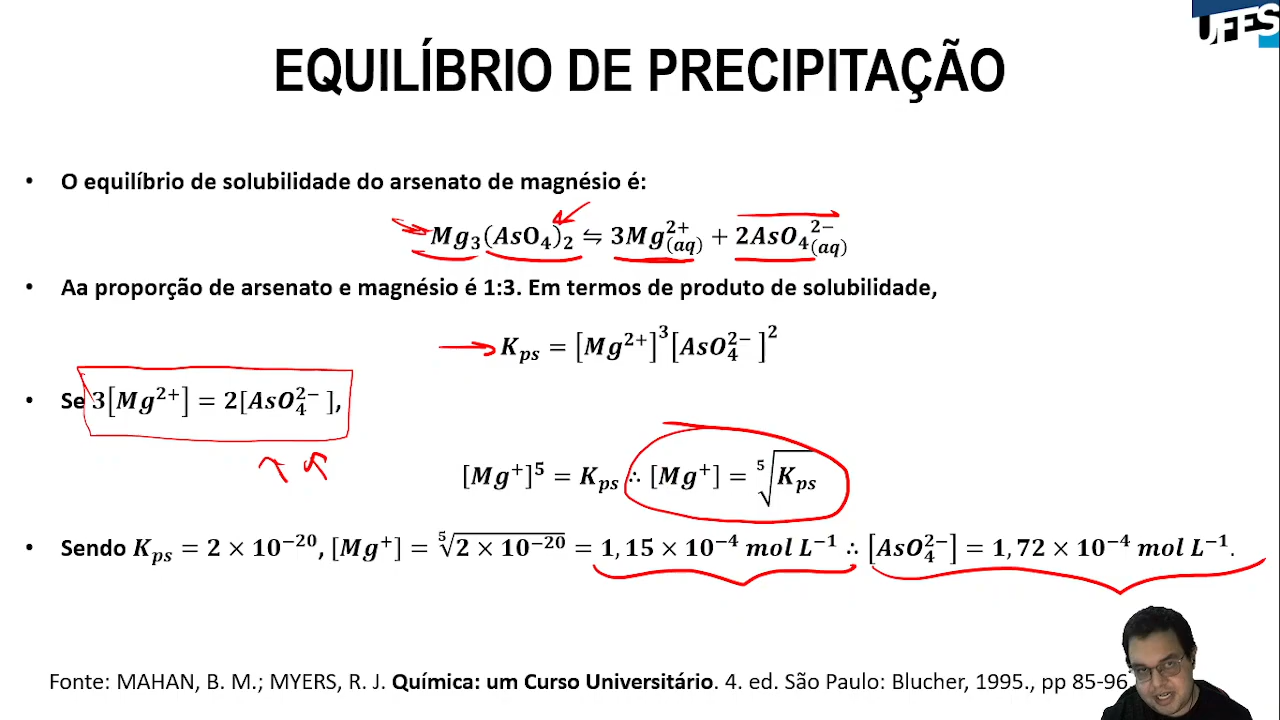 UFES
EQUILÍBRIO DE PRECIPITAÇÃO
• O equilíbrio de solubilidade do arsenato de magnésio é:
Mg₃(AsO₄)₂ ⇋ 3Mg²⁺(aq) + 2AsO₄²⁻(aq)
• Aa proporção de arsenato e magnésio é 1:3. Em termos de produto de solubilidade,
Kps = [Mg²⁺]³[AsO₄²⁻]²
• Se 3[Mg²⁺] = 2[AsO₄²⁻],
[Mg⁺]⁵ = Kps ∴ [Mg⁺] = ⁵√Kps
• Sendo Kps = 2 × 10⁻²⁰, [Mg⁺] = ⁵√(2 × 10⁻²⁰) = 1,15 × 10⁻⁴ mol L⁻¹ ∴ [AsO₄²⁻] = 1,72 × 10⁻⁴ mol L⁻¹.
Fonte: MAHAN, B. M.; MYERS, R. J. Química: um Curso Universitário. 4. ed. São Paulo: Blucher, 1995., pp 85-96